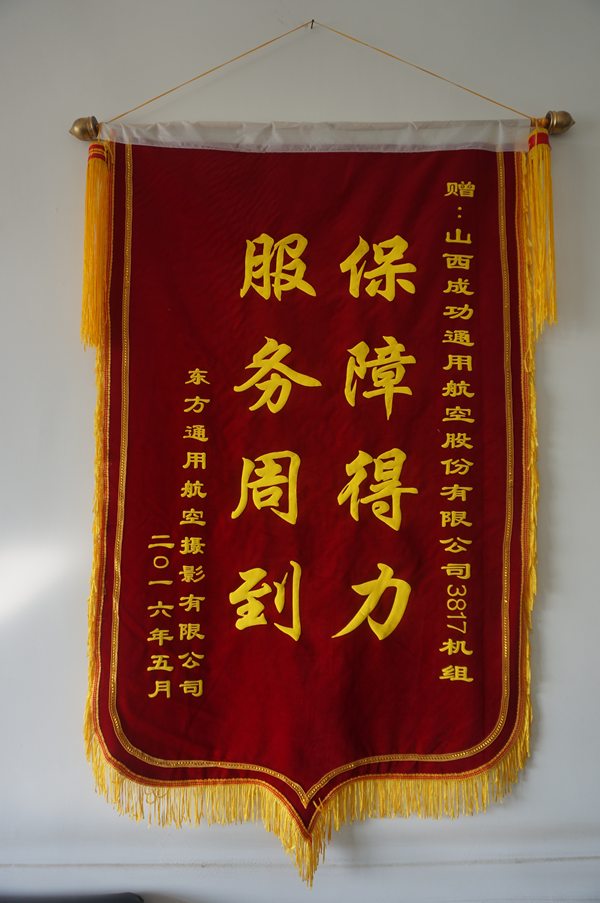 赠：山西成功通用航空股份有限公司3817机组
保障得力
服务周到
东方通用航空摄影有限公司
二〇一六年五月